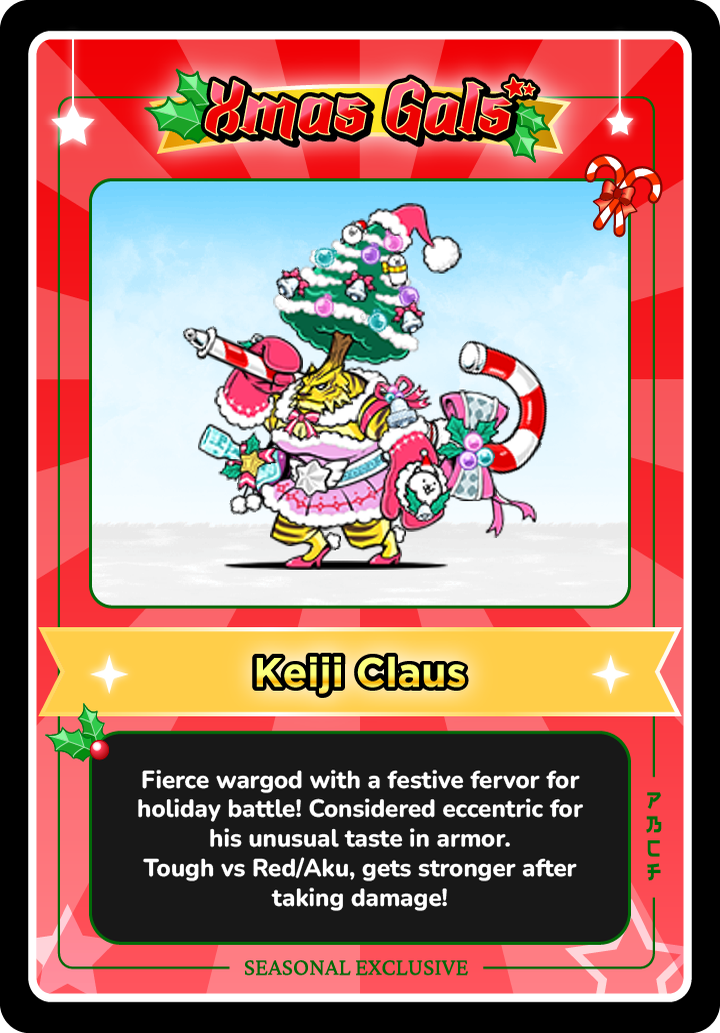 Xmas Gals
Keiji Claus
Fierce wargod with a festive fervor for
holiday battle! Considered eccentric for
his unusual taste in armor.
Tough vs Red/Aku, gets stronger after
taking damage!
SEASONAL EXCLUSIVE